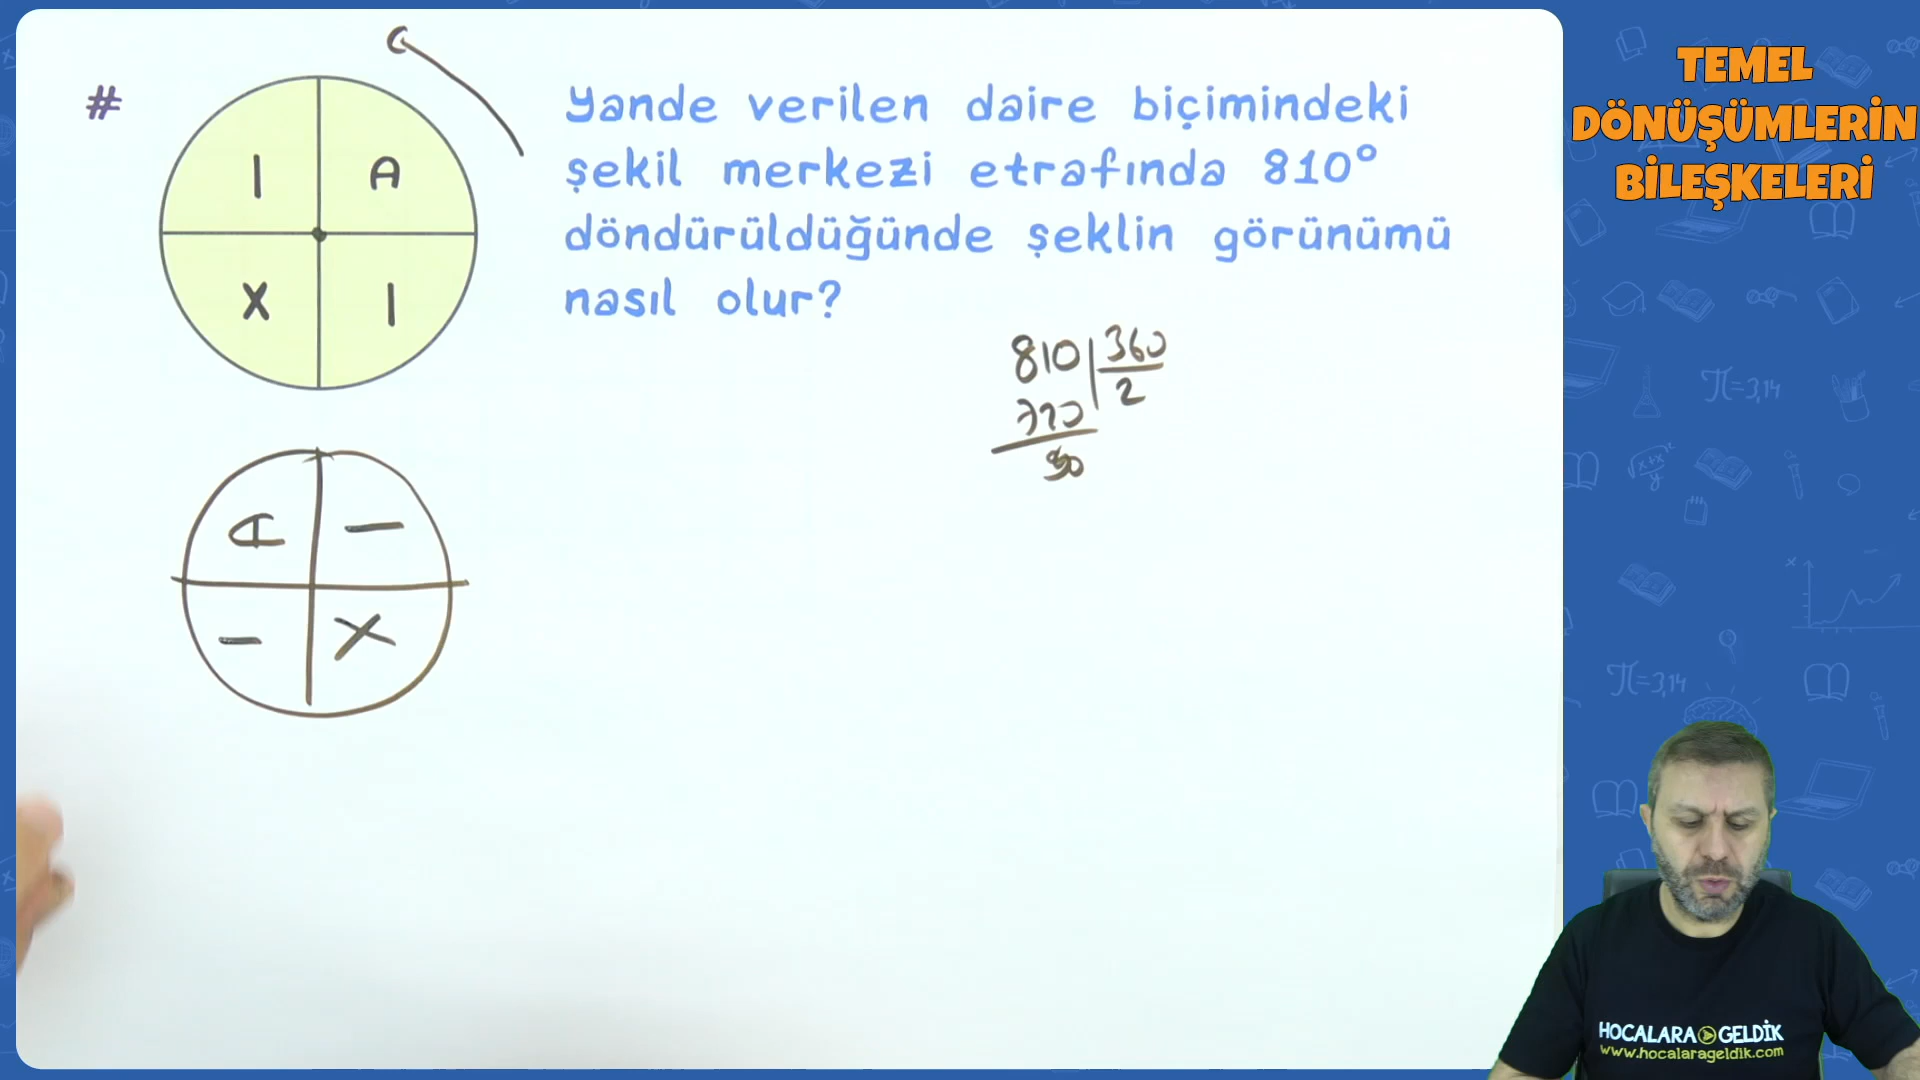 #
I A
X I
Yande verilen daire biçimindeki
şekil merkezi etrafında 810°
döndürüldüğünde şeklin görünümü
nasıl olur?
810 360
720 2
90
A —
— X
TEMEL
DÖNÜŞÜMLERİN
BİLEŞKELERİ
π=3,14
π=3,14
HOCALARA GELDİK
www.hocalarageldik.com